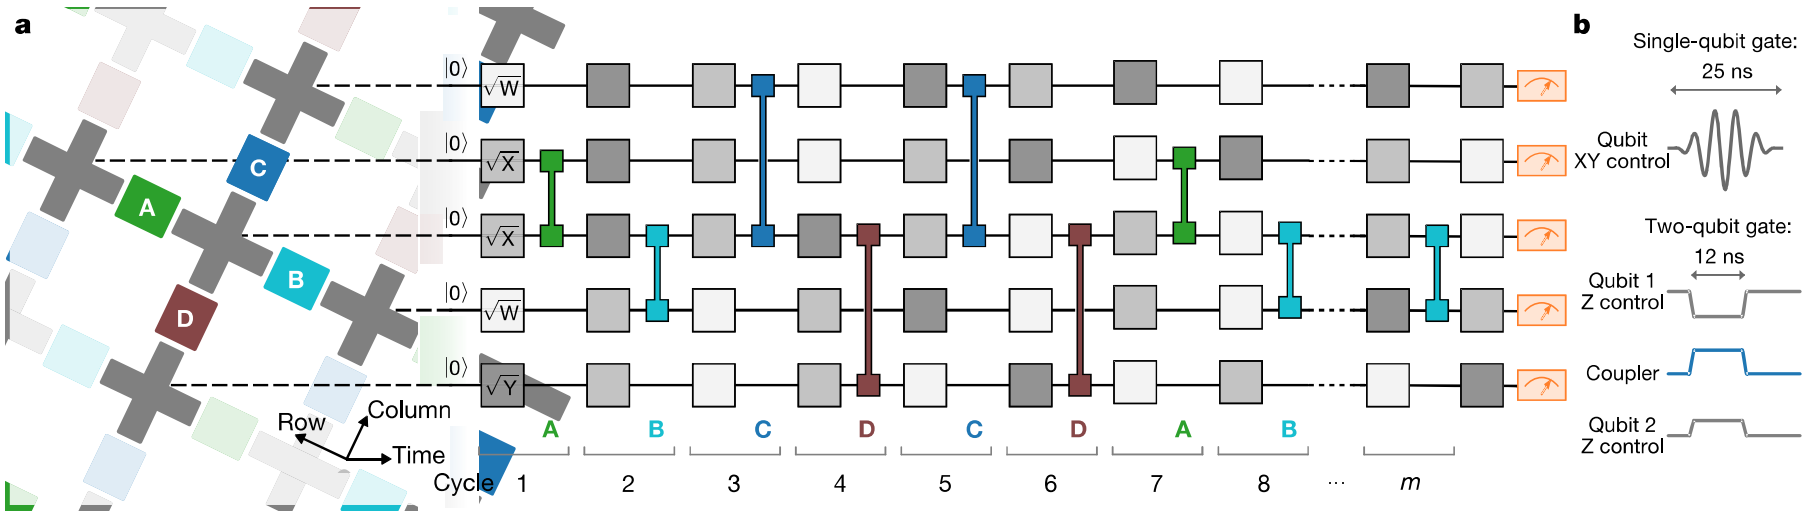 a
|0⟩
√W
|0⟩
√X
|0⟩
√X
|0⟩
√W
|0⟩
√Y
C
A
B
D
Row
Column
Time
A B C D C D A B
Cycle 1 2 3 4 5 6 7 8 ... m
b
Single-qubit gate:
25 ns
Qubit
XY control
Two-qubit gate:
12 ns
Qubit 1
Z control
Coupler
Qubit 2
Z control